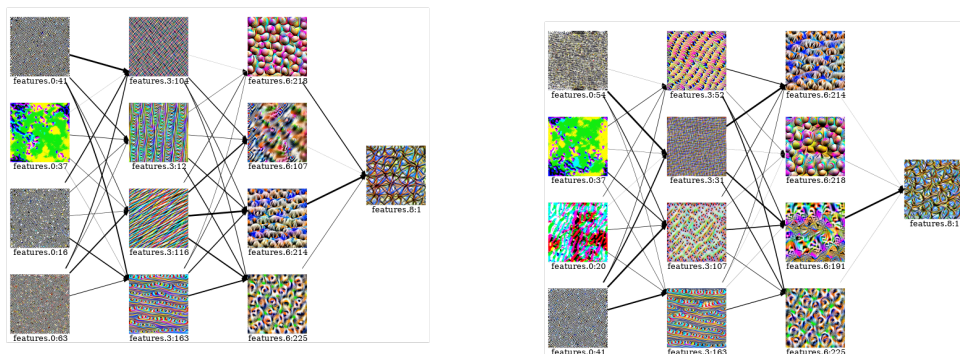 features.0:41
features.3:104
features.6:218
features.0:37
features.3:12
features.6:107
features.8:1
features.0:16
features.3:116
features.6:214
features.0:63
features.3:163
features.6:225
features.0:54
features.3:52
features.6:214
features.0:37
features.3:31
features.6:218
features.8:1
features.0:20
features.3:107
features.6:191
features.0:41
features.3:163
features.6:225